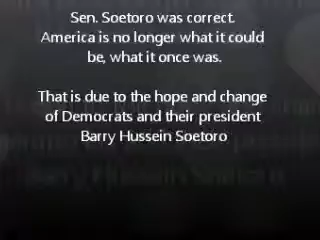 Sen. Soetoro was correct.
America is no longer what it could
be, what it once was.
That is due to the hope and change
of Democrats and their president
Barry Hussein Soetoro